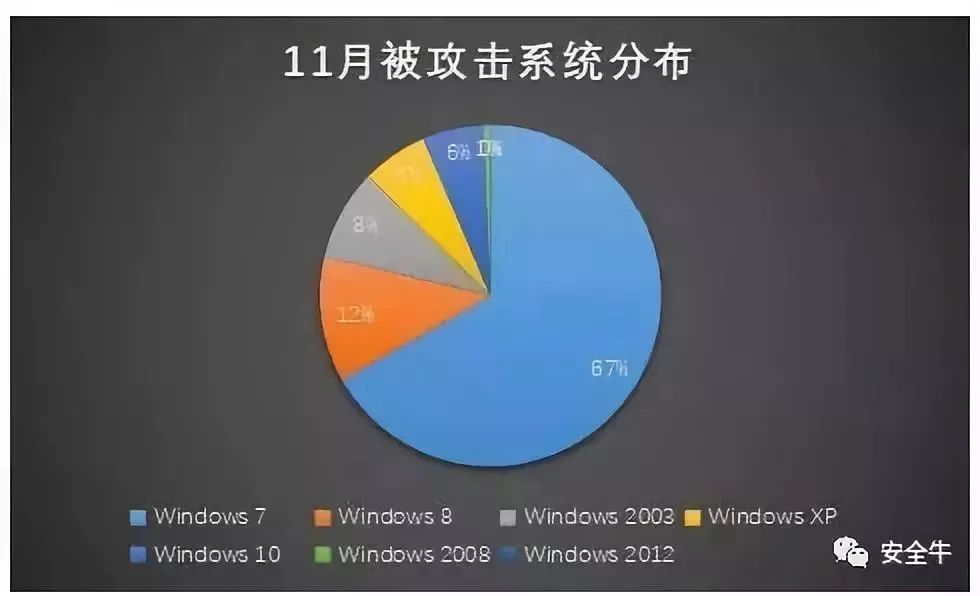 11月被攻击系统分布
6%
8%
12%
67%
Windows 7
Windows 8
Windows 2003
Windows XP
Windows 10
Windows 2008
Windows 2012
安全牛